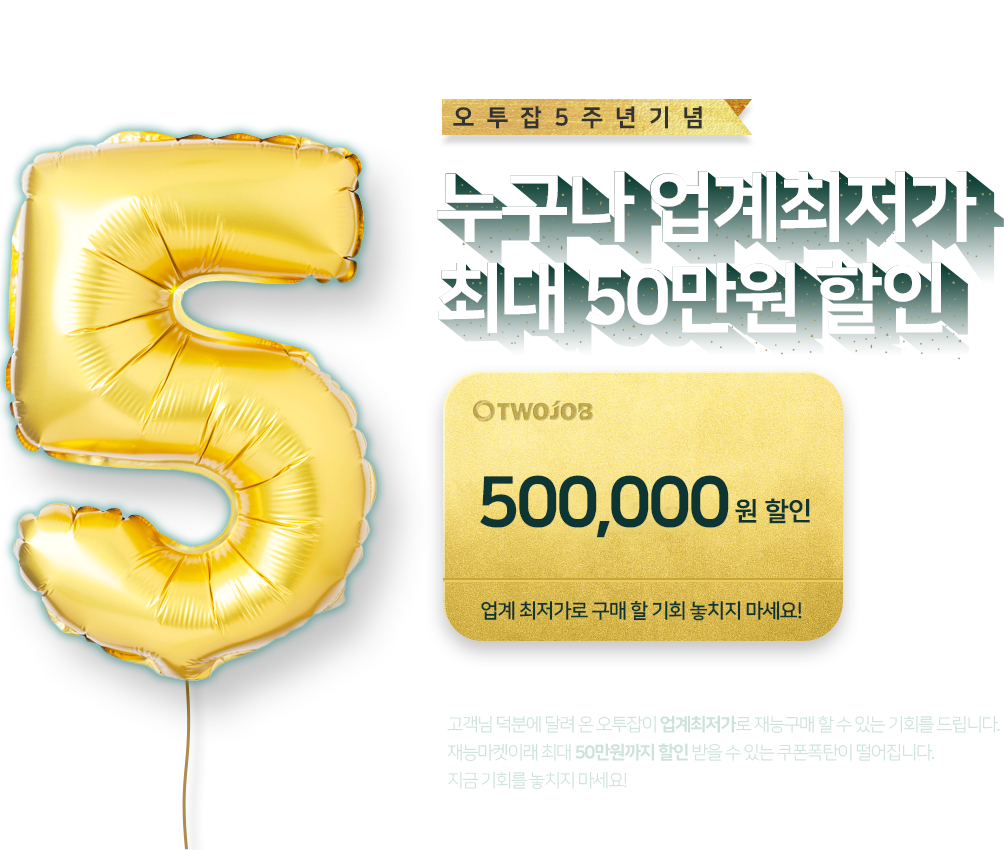 오투잡5주년기념
누구나 업계최저가
최대 50만원 할인
OTWOJOB
500,000원 할인
업계 최저가로 구매 할 기회 놓치지 마세요!
고객님 덕분에 달려 온 오투잡이 업계최저가로 재능구매 할 수 있는 기회를 드립니다.
재능마켓이래 최대 50만원까지 할인 받을 수 있는 쿠폰폭탄이 떨어집니다.
지금 기회를 놓치지 마세요!